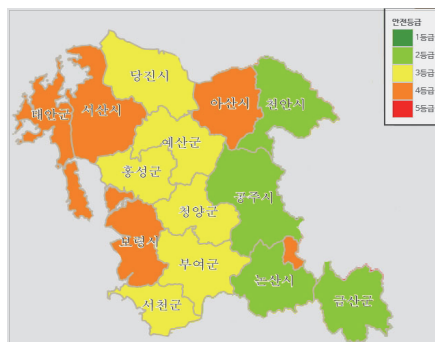 안전등급
1등급
2등급
3등급
4등급
5등급
당진시
아산시
천안시
태안군
서산시
예산군
홍성군
공주시
청양군
보령시
부여군
논산시
서천군
금산군